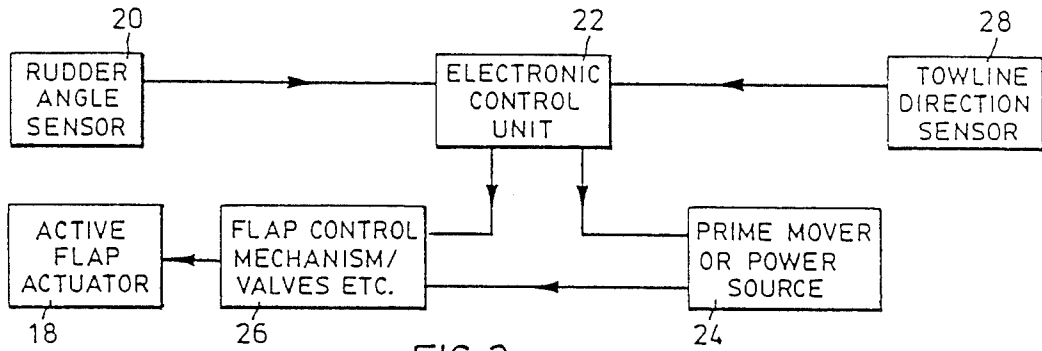 20
22
28
RUDDER
ANGLE
SENSOR
ELECTRONIC
CONTROL
UNIT
TOWLINE
DIRECTION
SENSOR
ACTIVE
FLAP
ACTUATOR
FLAP CONTROL
MECHANISM/
VALVES ETC.
PRIME MOVER
OR POWER
SOURCE
18
26
24